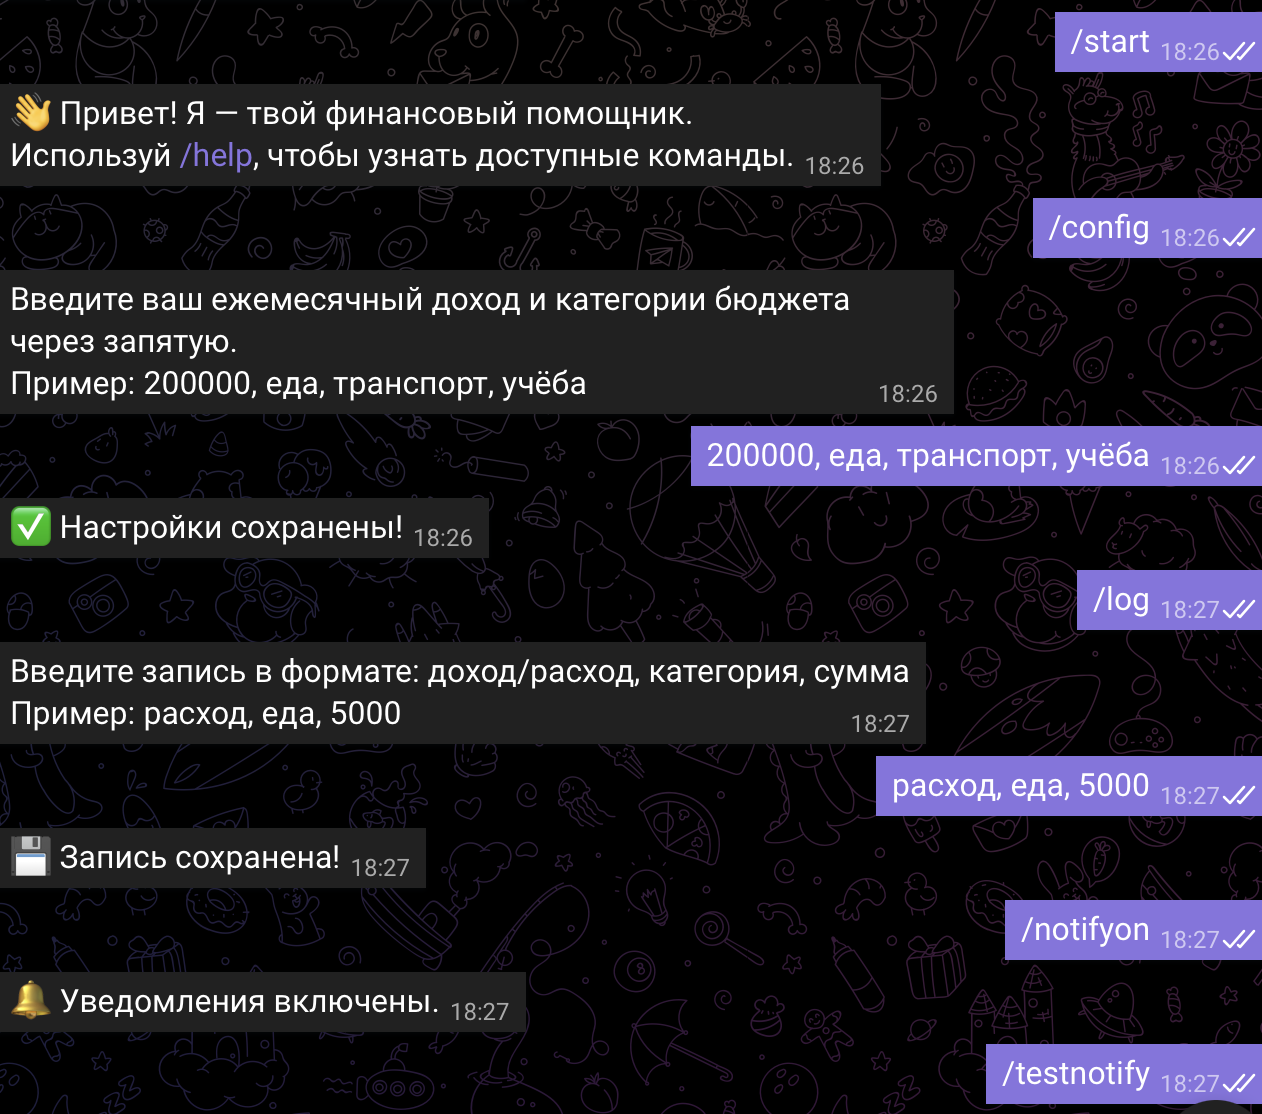 /start 18:26
👋 Привет! Я — твой финансовый помощник.
Используй /help, чтобы узнать доступные команды. 18:26
/config 18:26
Введите ваш ежемесячный доход и категории бюджета
через запятую.
Пример: 200000, еда, транспорт, учёба 18:26
200000, еда, транспорт, учёба 18:26
✅ Настройки сохранены! 18:26
/log 18:27
Введите запись в формате: доход/расход, категория, сумма
Пример: расход, еда, 5000 18:27
расход, еда, 5000 18:27
💾 Запись сохранена! 18:27
/notifyon 18:27
🔔 Уведомления включены. 18:27
/testnotify 18:27